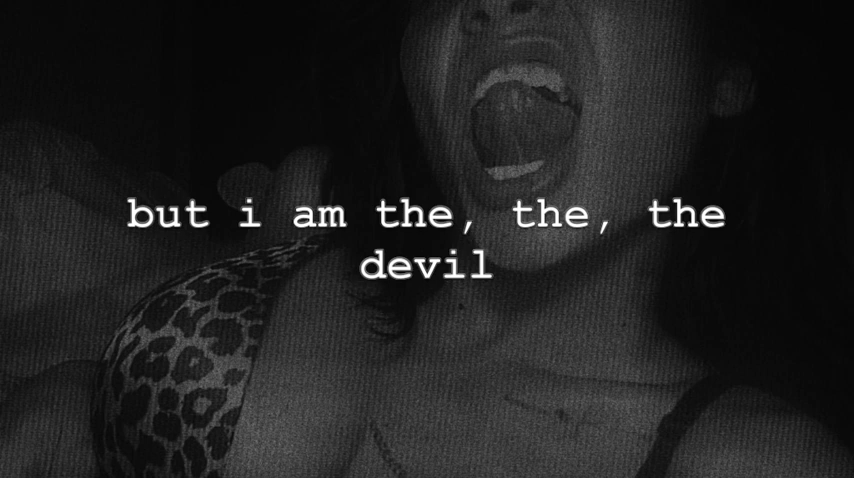 but i am the, the, the
devil